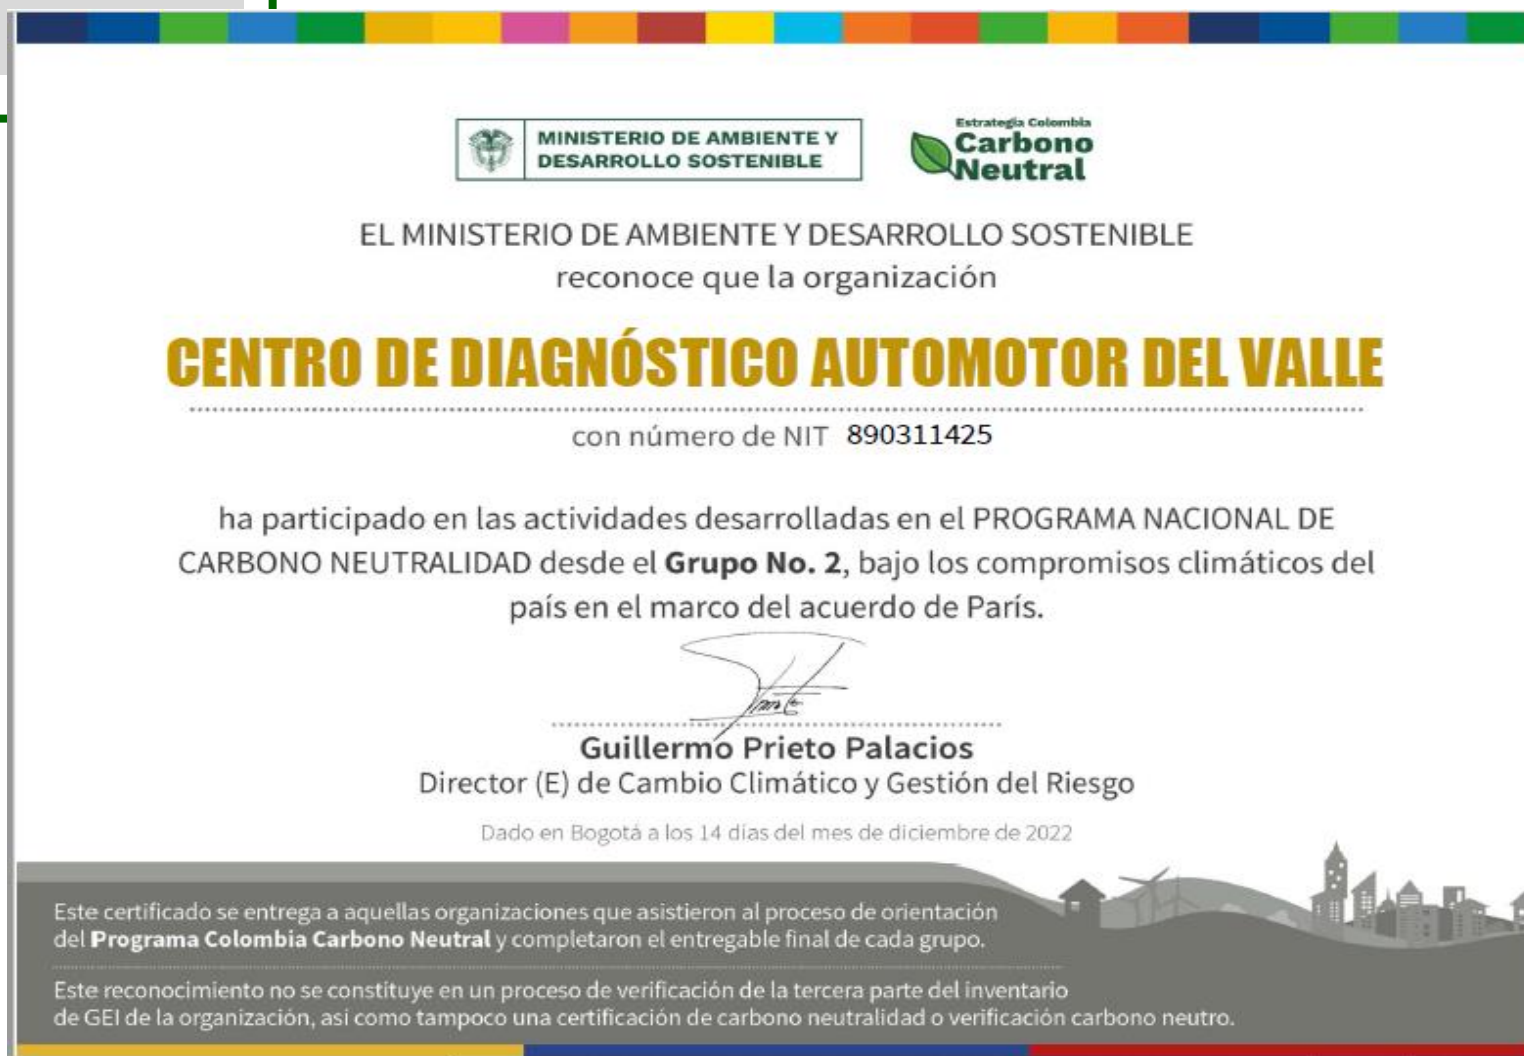 MINISTERIO DE AMBIENTE Y
DESARROLLO SOSTENIBLE
Estrategia Colombia
Carbono
Neutral
EL MINISTERIO DE AMBIENTE Y DESARROLLO SOSTENIBLE
reconoce que la organización
CENTRO DE DIAGNÓSTICO AUTOMOTOR DEL VALLE
con número de NIT 890311425
ha participado en las actividades desarrolladas en el PROGRAMA NACIONAL DE
CARBONO NEUTRALIDAD desde el Grupo No. 2, bajo los compromisos climáticos del
país en el marco del acuerdo de París.
Guillermo Prieto Palacios
Director (E) de Cambio Climático y Gestión del Riesgo
Dado en Bogotá a los 14 días del mes de diciembre de 2022
Este certificado se entrega a aquellas organizaciones que asistieron al proceso de orientación
del Programa Colombia Carbono Neutral y completaron el entregable final de cada grupo.
Este reconocimiento no se constituye en un proceso de verificación de la tercera parte del inventario
de GEI de la organización, así como tampoco una certificación de carbono neutralidad o verificación carbono neutro.